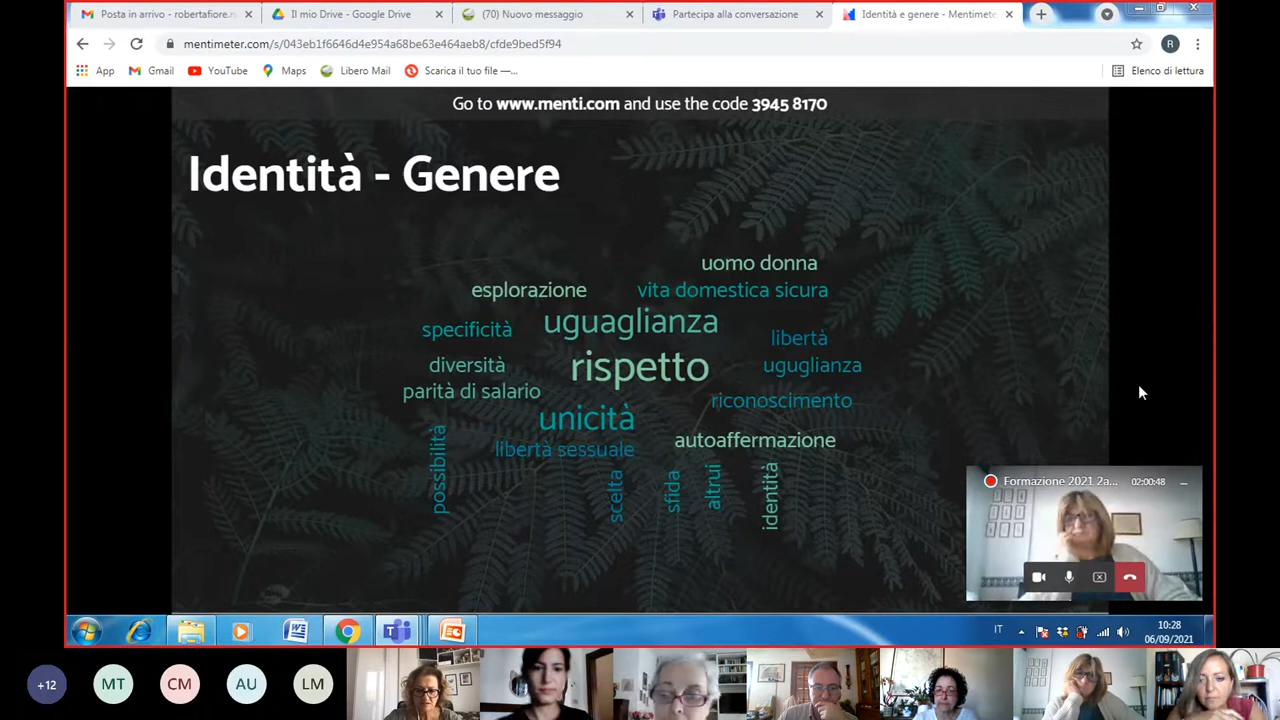 Posta in arrivo - robertafiore.n
Il mio Drive - Google Drive
(70) Nuovo messaggio
Partecipa alla conversazione
Identità e genere - Mentimete
mentimeter.com/s/043eb1f6646d4e954a68be63e464aeb8/cfde9bed5f94
R
App
Gmail
YouTube
Maps
Libero Mail
Scarica il tuo file —...
Elenco di lettura
Go to www.menti.com and use the code 3945 8170
Identità - Genere
uomo donna
esplorazione
vita domestica sicura
specificità
uguaglianza
libertà
diversità
rispetto
uguglianza
parità di salario
riconoscimento
unicità
autoaffermazione
libertà sessuale
possibilità
scelta
sfida
altrui
identità
Formazione 2021 2a...
02:00:48
IT
10:28
06/09/2021
+12
MT
CM
AU
LM